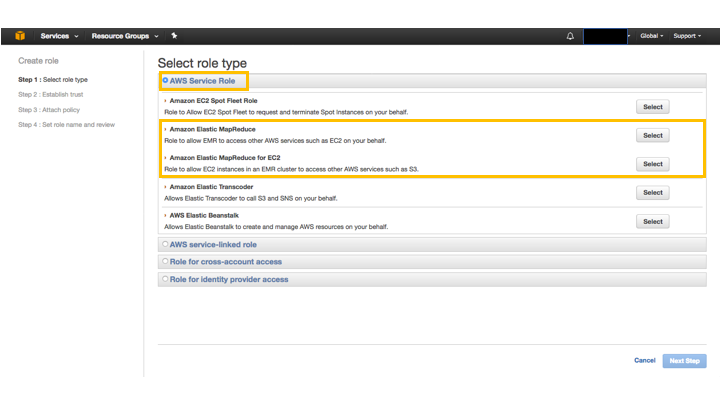 Services Resource Groups Global Support
Create role
Step 1 : Select role type
Step 2 : Establish trust
Step 3 : Attach policy
Step 4 : Set role name and review
Select role type
AWS Service Role
Amazon EC2 Spot Fleet Role
Role to Allow EC2 Spot Fleet to request and terminate Spot Instances on your behalf.
Select
Amazon Elastic MapReduce
Role to allow EMR to access other AWS services such as EC2 on your behalf.
Select
Amazon Elastic MapReduce for EC2
Role to allow EC2 instances in an EMR cluster to access other AWS services such as S3.
Select
Amazon Elastic Transcoder
Allows Elastic Transcoder to call S3 and SNS on your behalf.
Select
AWS Elastic Beanstalk
Allows Elastic Beanstalk to create and manage AWS resources on your behalf.
Select
AWS service-linked role
Role for cross-account access
Role for identity provider access
Cancel Next Step